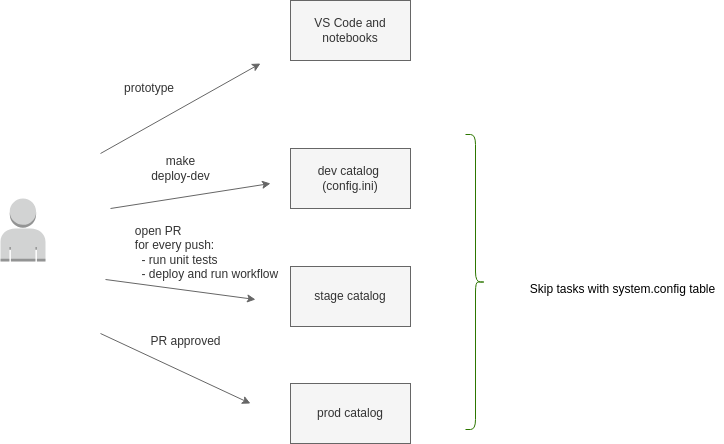 VS Code and
notebooks
prototype
make
deploy-dev
dev catalog
(config.ini)
open PR
for every push:
- run unit tests
- deploy and run workflow
stage catalog
Skip tasks with system.config table
PR approved
prod catalog